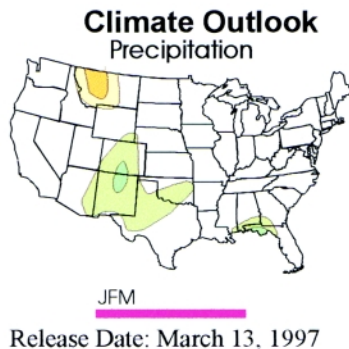 Climate Outlook
Precipitation
JFM
Release Date: March 13, 1997